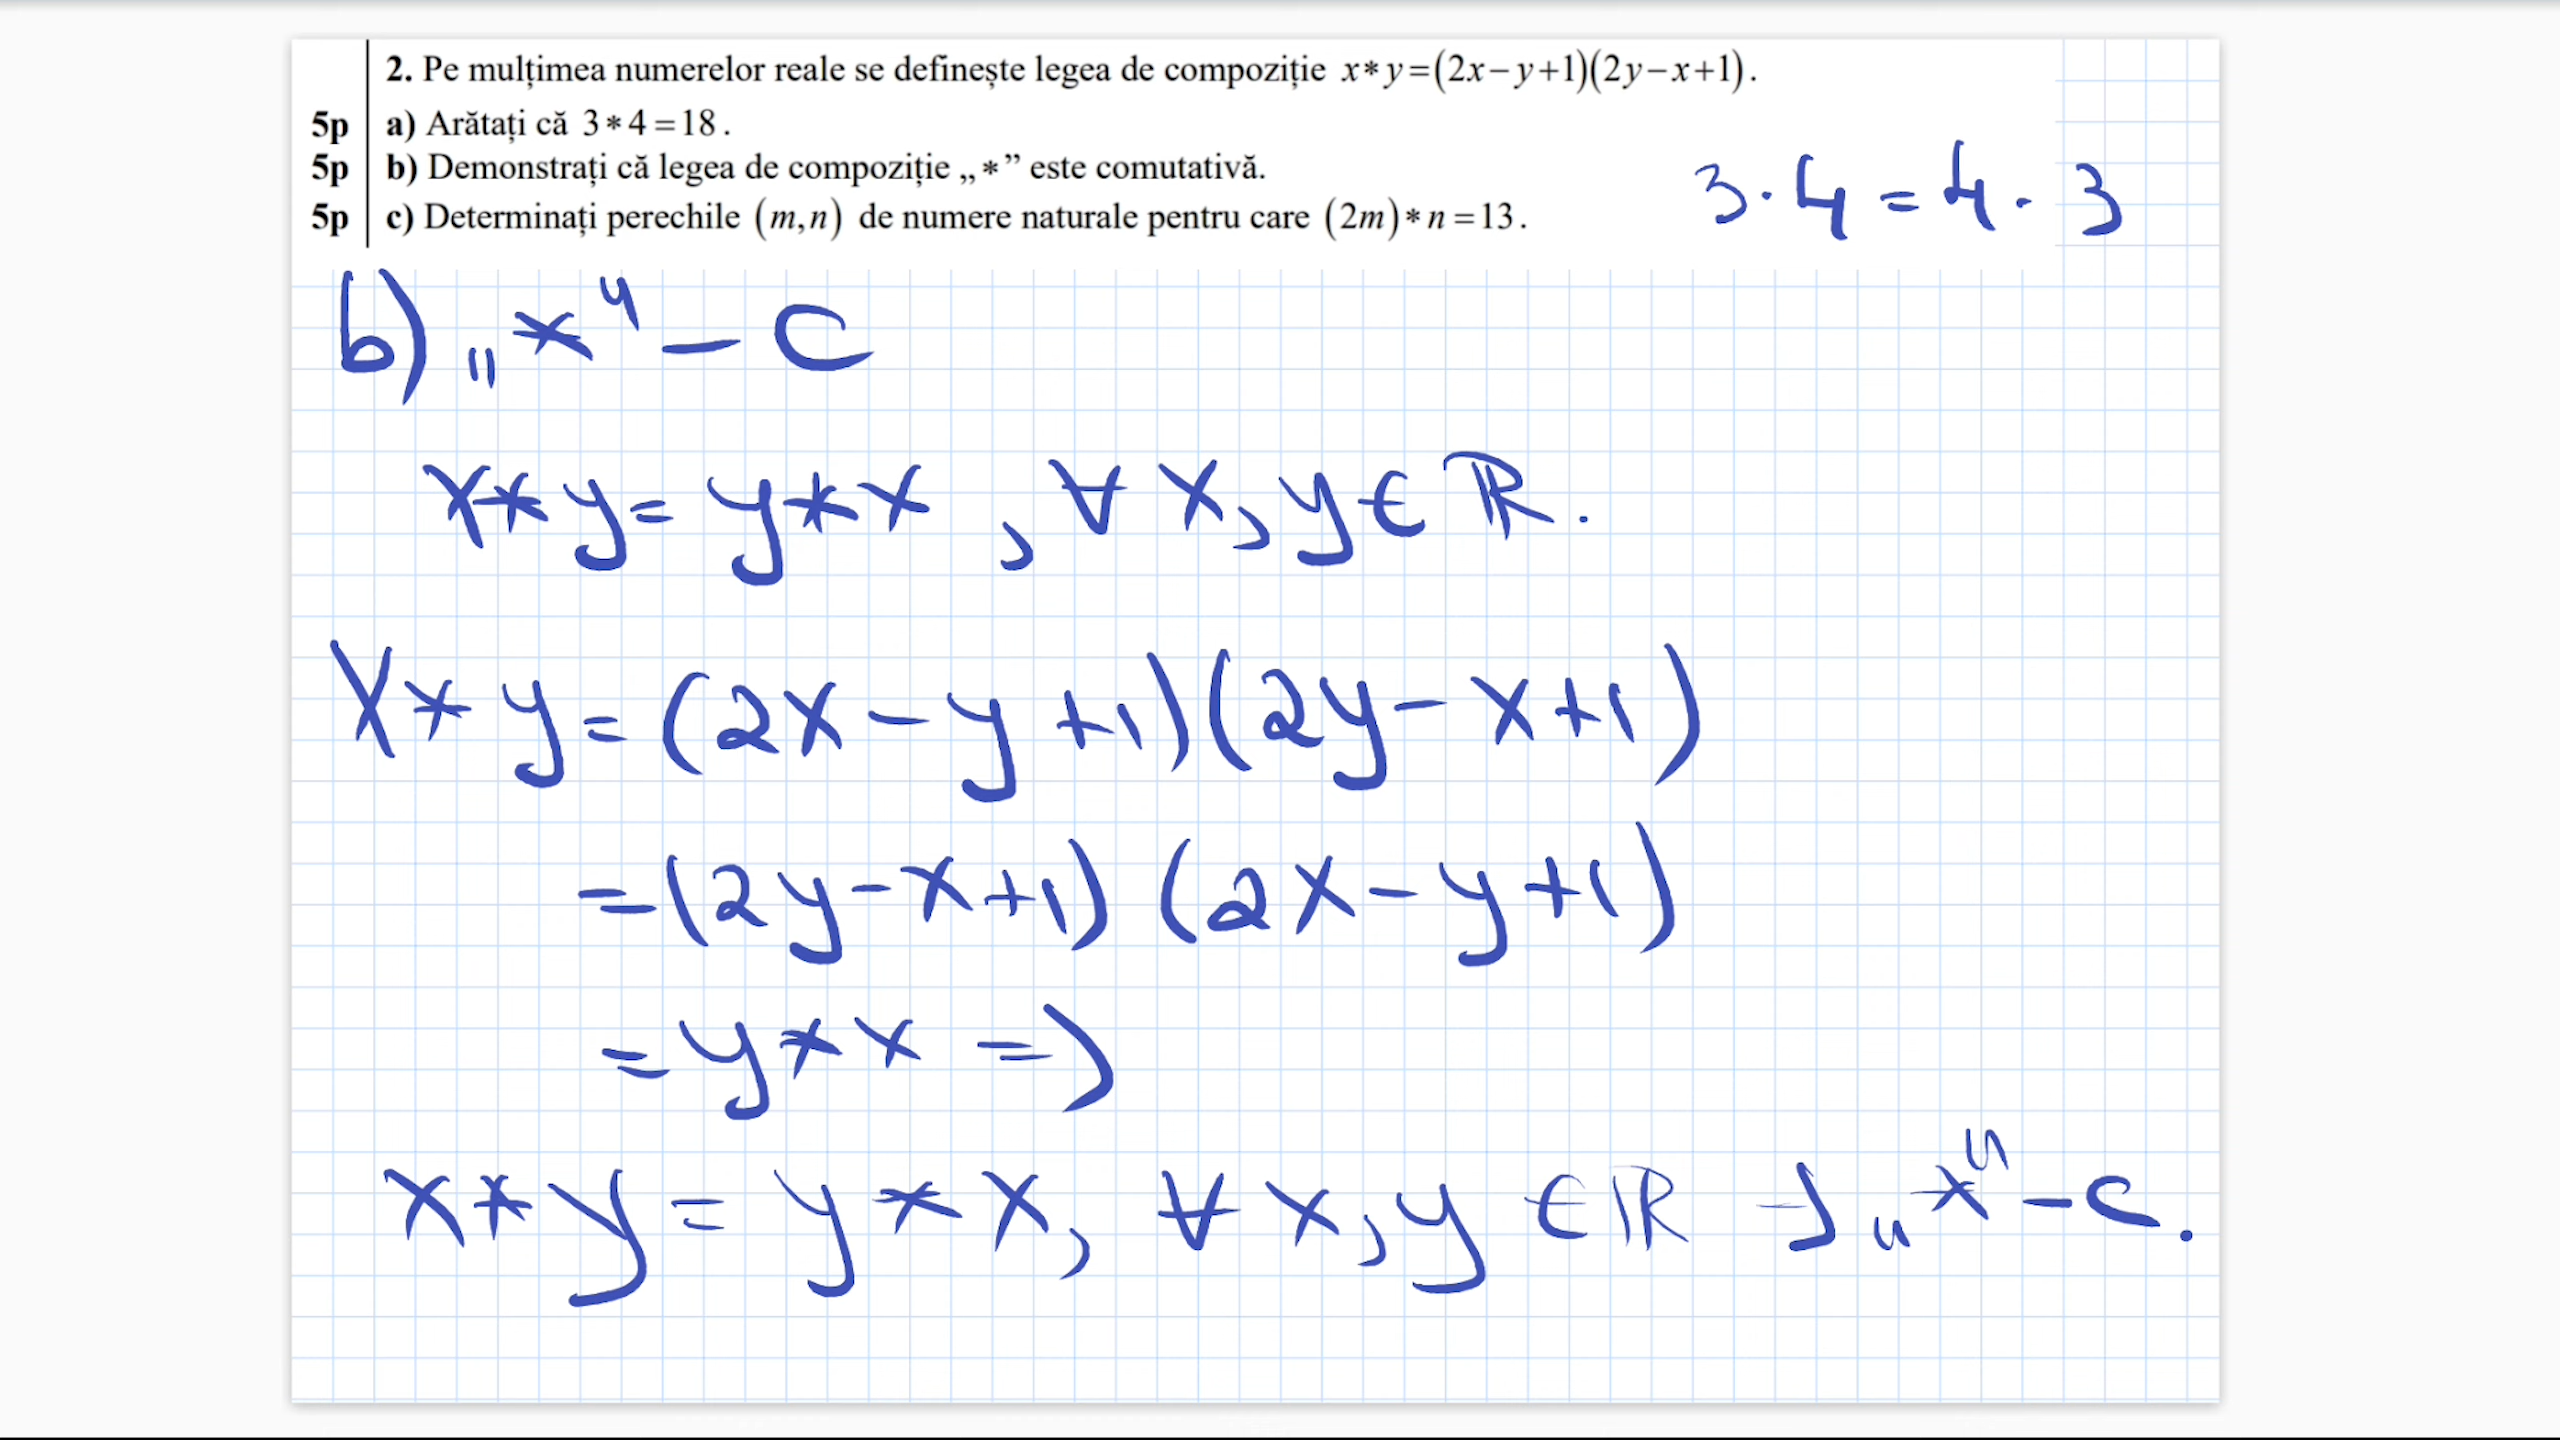 2. Pe mulțimea numerelor reale se definește legea de compoziție x∗y=(2x−y+1)(2y−x+1).
5p a) Arătați că 3∗4=18.
5p b) Demonstrați că legea de compoziție „∗” este comutativă.
5p c) Determinați perechile (m,n) de numere naturale pentru care (2m)∗n=13.
3·4=4·3
b) „∗” – C
x∗y=y∗x, ∀ x,y∈ℝ.
x∗y=(2x−y+1)(2y−x+1)
=(2y−x+1)(2x−y+1)
=y∗x =>
x∗y=y∗x, ∀ x,y∈ℝ => „∗” – C.